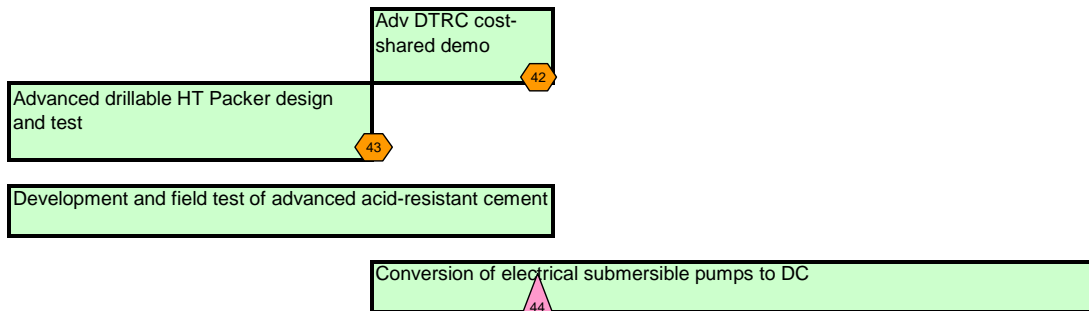 Adv DTRC cost-
shared demo
42
Advanced drillable HT Packer design
and test
43
Development and field test of advanced acid-resistant cement
Conversion of electrical submersible pumps to DC
44